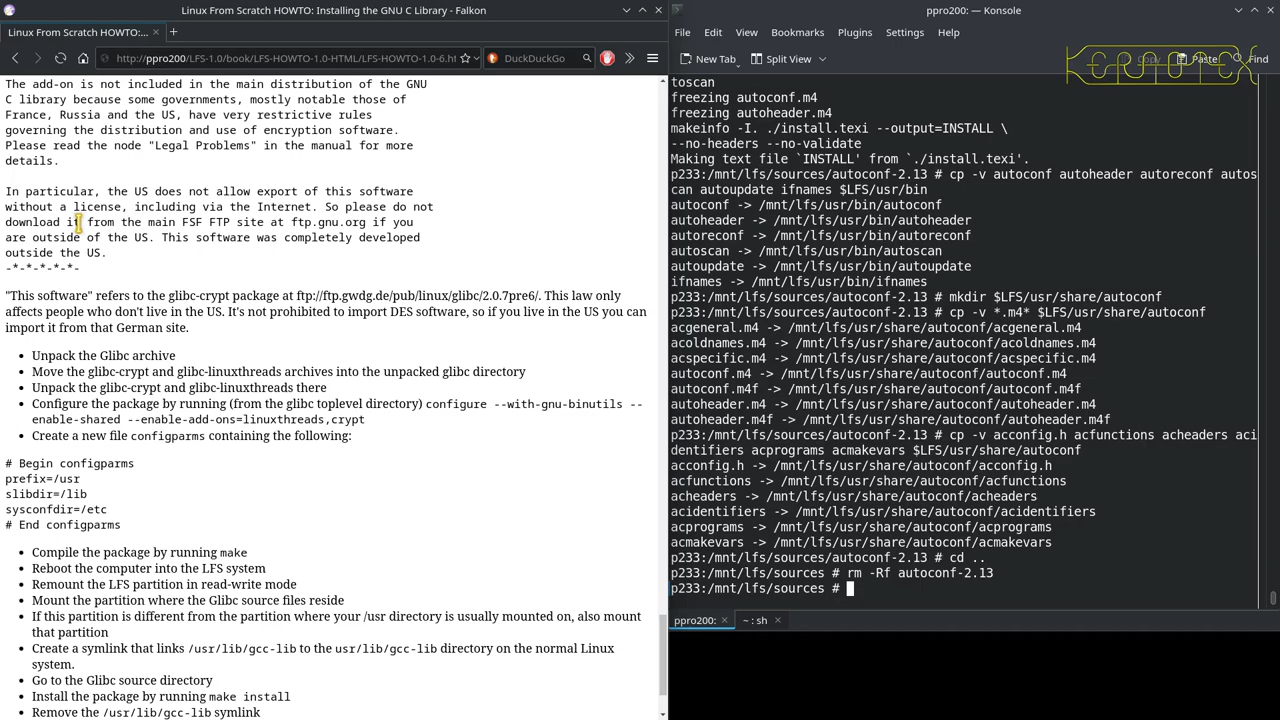 Linux From Scratch HOWTO: Installing the GNU C Library - Falkon
Linux From Scratch HOWTO:...
http://ppro200/LFS-1.0/book/LFS-HOWTO-1.0-HTML/LFS-HOWTO-1.0-6.ht
DuckDuckGo
The add-on is not included in the main distribution of the GNU
C library because some governments, mostly notable those of
France, Russia and the US, have very restrictive rules
governing the distribution and use of encryption software.
Please read the node "Legal Problems" in the manual for more
details.
In particular, the US does not allow export of this software
without a license, including via the Internet. So please do not
download it from the main FSF FTP site at ftp.gnu.org if you
are outside of the US. This software was completely developed
outside the US.
-*-*-*-*-*-
"This software" refers to the glibc-crypt package at ftp://ftp.gwdg.de/pub/linux/glibc/2.0.7pre6/. This law only
affects people who don't live in the US. It's not prohibited to import DES software, so if you live in the US you can
import it from that German site.
• Unpack the Glibc archive
• Move the glibc-crypt and glibc-linuxthreads archives into the unpacked glibc directory
• Unpack the glibc-crypt and glibc-linuxthreads there
• Configure the package by running (from the glibc toplevel directory) configure --with-gnu-binutils --
enable-shared --enable-add-ons=linuxthreads,crypt
• Create a new file configparms containing the following:
# Begin configparms
prefix=/usr
slibdir=/lib
sysconfdir=/etc
# End configparms
• Compile the package by running make
• Reboot the computer into the LFS system
• Remount the LFS partition in read-write mode
• Mount the partition where the Glibc source files reside
• If this partition is different from the partition where your /usr directory is usually mounted on, also mount
that partition
• Create a symlink that links /usr/lib/gcc-lib to the usr/lib/gcc-lib directory on the normal Linux
system.
• Go to the Glibc source directory
• Install the package by running make install
• Remove the /usr/lib/gcc-lib symlink
ppro200: — Konsole
File Edit View Bookmarks Plugins Settings Help
New Tab Split View Copy Paste Find
toscan
freezing autoconf.m4
freezing autoheader.m4
makeinfo -I. ./install.texi --output=INSTALL \
--no-headers --no-validate
Making text file `INSTALL' from `./install.texi'.
p233:/mnt/lfs/sources/autoconf-2.13 # cp -v autoconf autoheader autoreconf autos
can autoupdate ifnames $LFS/usr/bin
autoconf -> /mnt/lfs/usr/bin/autoconf
autoheader -> /mnt/lfs/usr/bin/autoheader
autoreconf -> /mnt/lfs/usr/bin/autoreconf
autoscan -> /mnt/lfs/usr/bin/autoscan
autoupdate -> /mnt/lfs/usr/bin/autoupdate
ifnames -> /mnt/lfs/usr/bin/ifnames
p233:/mnt/lfs/sources/autoconf-2.13 # mkdir $LFS/usr/share/autoconf
p233:/mnt/lfs/sources/autoconf-2.13 # cp -v *.m4* $LFS/usr/share/autoconf
acgeneral.m4 -> /mnt/lfs/usr/share/autoconf/acgeneral.m4
acoldnames.m4 -> /mnt/lfs/usr/share/autoconf/acoldnames.m4
acspecific.m4 -> /mnt/lfs/usr/share/autoconf/acspecific.m4
autoconf.m4 -> /mnt/lfs/usr/share/autoconf/autoconf.m4
autoconf.m4f -> /mnt/lfs/usr/share/autoconf/autoconf.m4f
autoheader.m4 -> /mnt/lfs/usr/share/autoconf/autoheader.m4
autoheader.m4f -> /mnt/lfs/usr/share/autoconf/autoheader.m4f
p233:/mnt/lfs/sources/autoconf-2.13 # cp -v acconfig.h acfunctions acheaders aci
dentifiers acprograms acmakevars $LFS/usr/share/autoconf
acconfig.h -> /mnt/lfs/usr/share/autoconf/acconfig.h
acfunctions -> /mnt/lfs/usr/share/autoconf/acfunctions
acheaders -> /mnt/lfs/usr/share/autoconf/acheaders
acidentifiers -> /mnt/lfs/usr/share/autoconf/acidentifiers
acprograms -> /mnt/lfs/usr/share/autoconf/acprograms
acmakevars -> /mnt/lfs/usr/share/autoconf/acmakevars
p233:/mnt/lfs/sources/autoconf-2.13 # cd ..
p233:/mnt/lfs/sources # rm -Rf autoconf-2.13
p233:/mnt/lfs/sources #
ppro200:
~ : sh